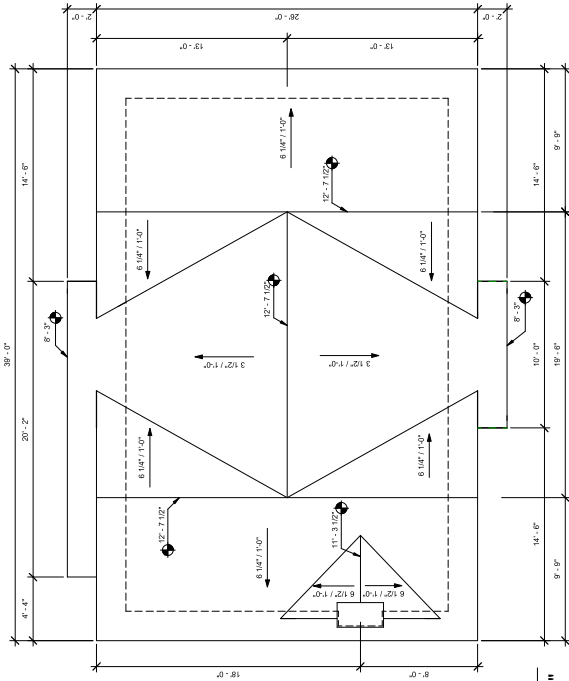 2' - 0"
26' - 0"
2' - 0"
13' - 0"
13' - 0"
39' - 0"
14' - 6"
20' - 2"
4' - 4"
6 1/4" / 1'-0"
12' - 7 1/2"
6 1/4" / 1'-0"
6 1/4" / 1'-0"
12' - 7 1/2"
8' - 3"
8' - 3"
3 1/2" / 1'-0"
3 1/2" / 1'-0"
6 1/4" / 1'-0"
6 1/4" / 1'-0"
12' - 7 1/2"
11' - 3 1/2"
6 1/4" / 1'-0"
6 1/2" / 1'-0"
6 1/2" / 1'-0"
14' - 6"
9' - 9"
10' - 0"
19' - 6"
14' - 6"
9' - 9"
18' - 0"
8' - 0"